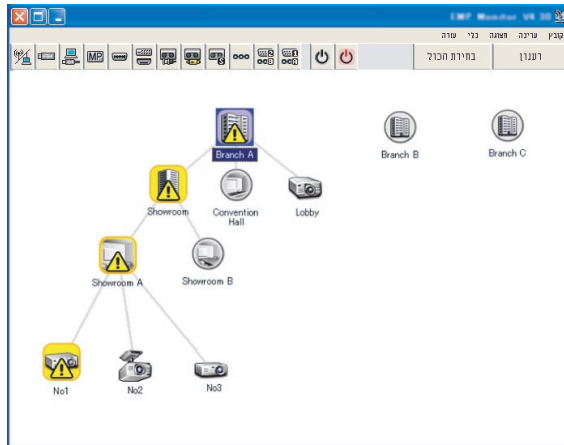 EMP Monitor V4.30
קובץ עריכה תצוגה כלי עזרה
רענון
בחירת הכול
MP
Branch A
Branch B
Branch C
Showroom
Convention
Hall
Lobby
Showroom A
Showroom B
No1
No2
No3